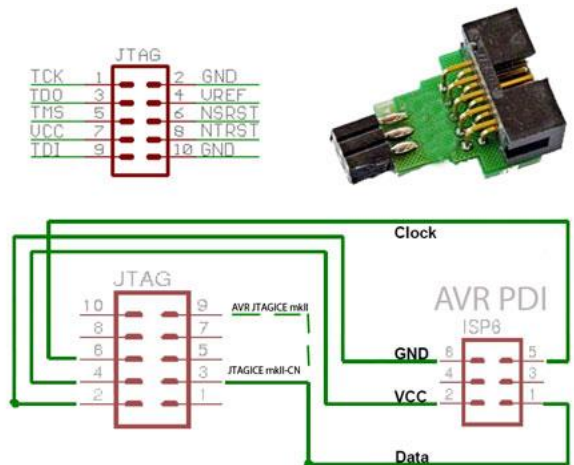 JTAG
TCK 1 2 GND
TDO 3 4 VREF
TMS 5 6 NSRST
VCC 7 8 NTRST
TDI 9 10 GND
Clock
JTAG
AVR PDI
ISP6
10 9 AVR JTAGICE mkII
8 7
6 5
4 3 JTAGICE mkII-CN
2 1
GND 6 5
4 3
VCC 2 1
Data